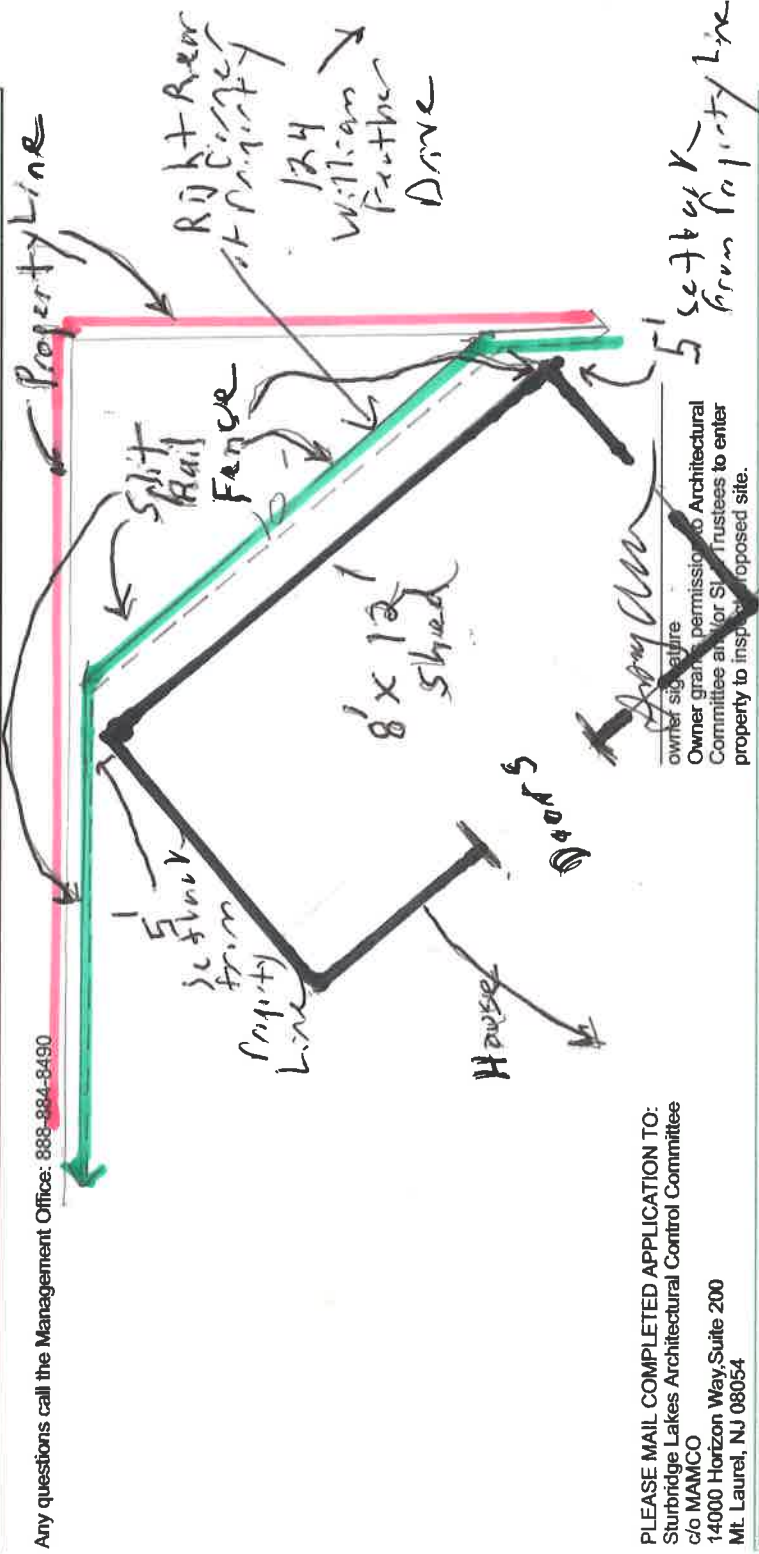 Any questions call the Management Office: 888-884-8490
Property Line
Split
Rail
Fence
Right Rear
Corner
of Property
124
William
Feather
Drive
5' setback
from
Property
Line
8' x 12'
Shed
Doors
House
5' setback
from Property Line
owner signature
Owner grants permission to Architectural
Committee and/or SL Trustees to enter
property to inspect proposed site.
PLEASE MAIL COMPLETED APPLICATION TO:
Sturbridge Lakes Architectural Control Committee
c/o MAMCO
14000 Horizon Way,Suite 200
Mt. Laurel, NJ 08054